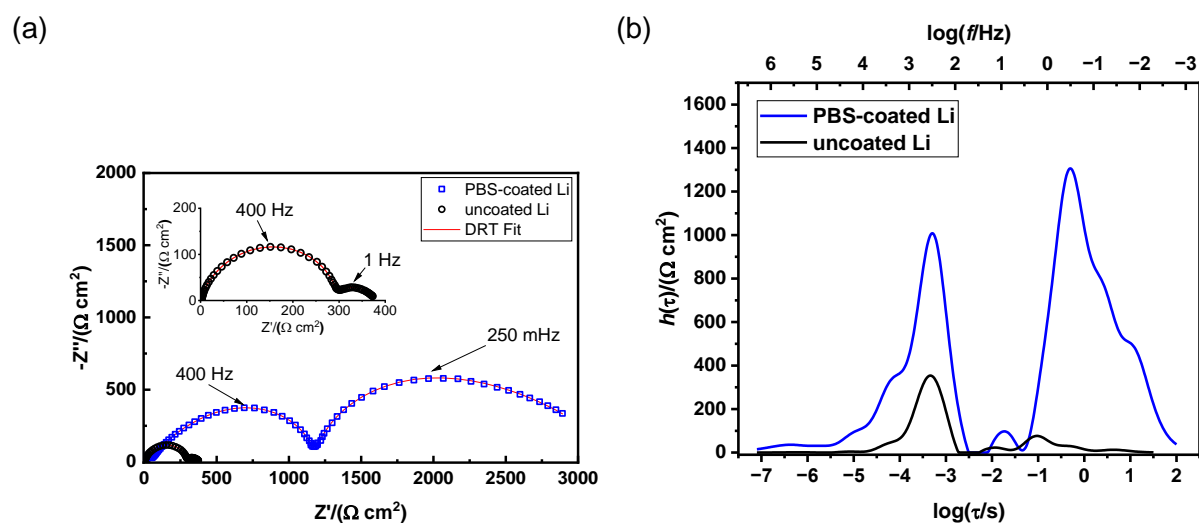 (a)
2000
1500
1000
500
0
-Z''/(Ω cm²)
0 500 1000 1500 2000 2500 3000
Z'/(Ω cm²)
PBS-coated Li
uncoated Li
DRT Fit
200
100
0
-Z''/(Ω cm²)
0 100 200 300 400
Z'/(Ω cm²)
400 Hz
1 Hz
400 Hz
250 mHz
(b)
log(f/Hz)
6 5 4 3 2 1 0 −1 −2 −3
1600
1400
1200
1000
800
600
400
200
0
h(τ)/(Ω cm²)
PBS-coated Li
uncoated Li
−7 −6 −5 −4 −3 −2 −1 0 1 2
log(τ/s)